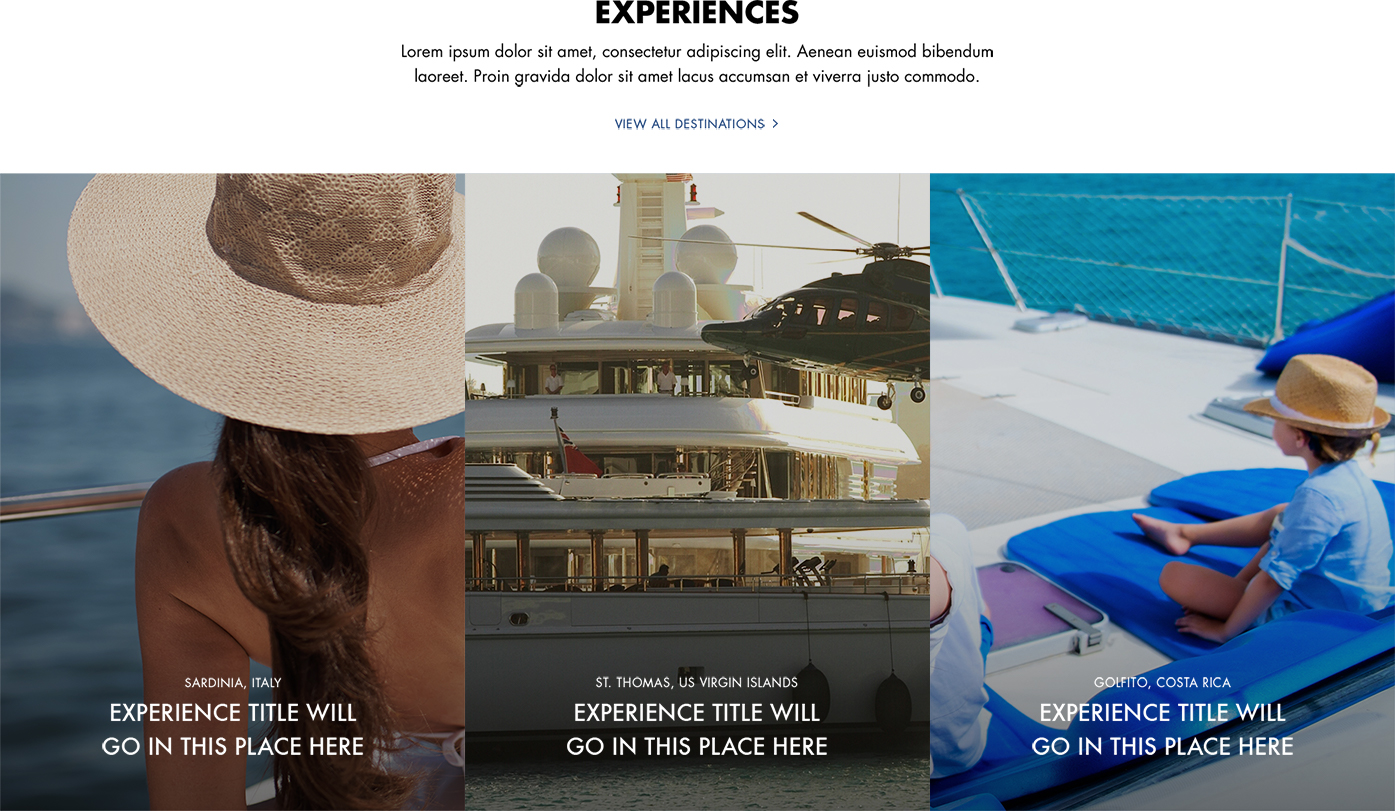 EXPERIENCES
Lorem ipsum dolor sit amet, consectetur adipiscing elit. Aenean euismod bibendum
laoreet. Proin gravida dolor sit amet lacus accumsan et viverra justo commodo.
VIEW ALL DESTINATIONS >
SARDINIA, ITALY
EXPERIENCE TITLE WILL
GO IN THIS PLACE HERE
ST. THOMAS, US VIRGIN ISLANDS
EXPERIENCE TITLE WILL
GO IN THIS PLACE HERE
GOLFITO, COSTA RICA
EXPERIENCE TITLE WILL
GO IN THIS PLACE HERE